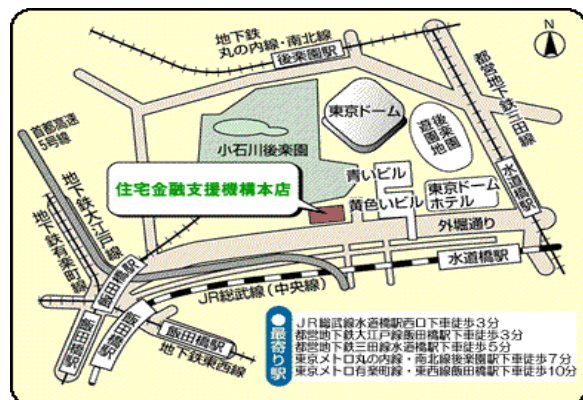 地下鉄
丸の内線・南北線
後楽園駅
N
都営地下鉄三田線
首都高速
5号線
東京ドーム
後楽園
遊園地
小石川後楽園
青いビル
住宅金融支援機構本店
黄色いビル
東京ドーム
ホテル
水道橋駅
地下鉄大江戸線
地下鉄有楽町線
外堀通り
水道橋駅
JR総武線(中央線)
飯田橋駅
飯田橋駅
飯田橋駅
飯田橋駅
地下鉄東西線
最寄り駅
JR総武線水道橋駅西口下車徒歩3分
都営地下鉄大江戸線飯田橋駅下車徒歩3分
都営地下鉄三田線水道橋駅下車徒歩5分
東京メトロ丸の内線・南北線後楽園駅下車徒歩7分
東京メトロ有楽町線・東西線飯田橋駅下車徒歩10分